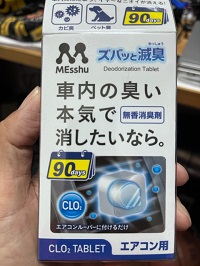 カビ臭
ペット臭
90days
MEsshu
ズバッと滅臭
Deodorization Tablet
車内の臭い
本気で
無香消臭剤
消したいなら。
90days
CLO₂
エアコンルーバーに付けるだけ
CLO₂ TABLET
エアコン用